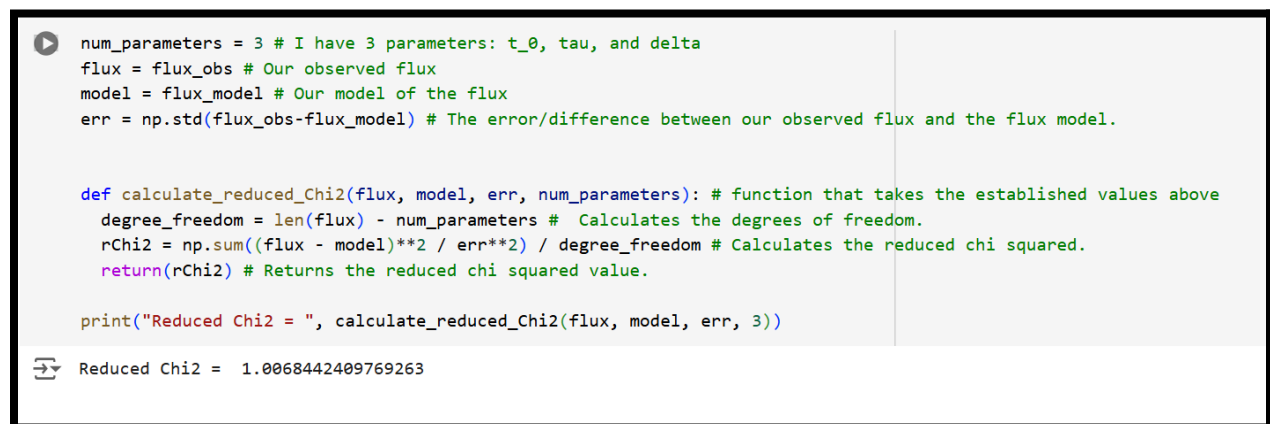 num_parameters = 3 # I have 3 parameters: t_0, tau, and delta
flux = flux_obs # Our observed flux
model = flux_model # Our model of the flux
err = np.std(flux_obs-flux_model) # The error/difference between our observed flux and the flux model.
def calculate_reduced_Chi2(flux, model, err, num_parameters): # function that takes the established values above
degree_freedom = len(flux) - num_parameters #  Calculates the degrees of freedom.
rChi2 = np.sum((flux - model)**2 / err**2) / degree_freedom # Calculates the reduced chi squared.
return(rChi2) # Returns the reduced chi squared value.
print("Reduced Chi2 = ", calculate_reduced_Chi2(flux, model, err, 3))
Reduced Chi2 =  1.0068442409769263